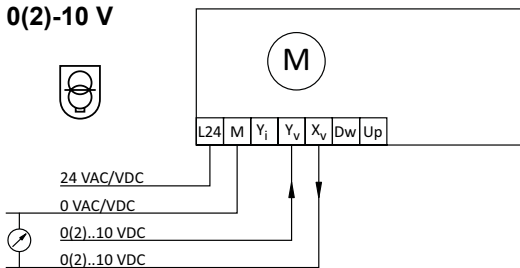 0(2)-10 V
M
L24 M Yi Yv Xv Dw Up
24 VAC/VDC
0 VAC/VDC
0(2)..10 VDC
0(2)..10 VDC